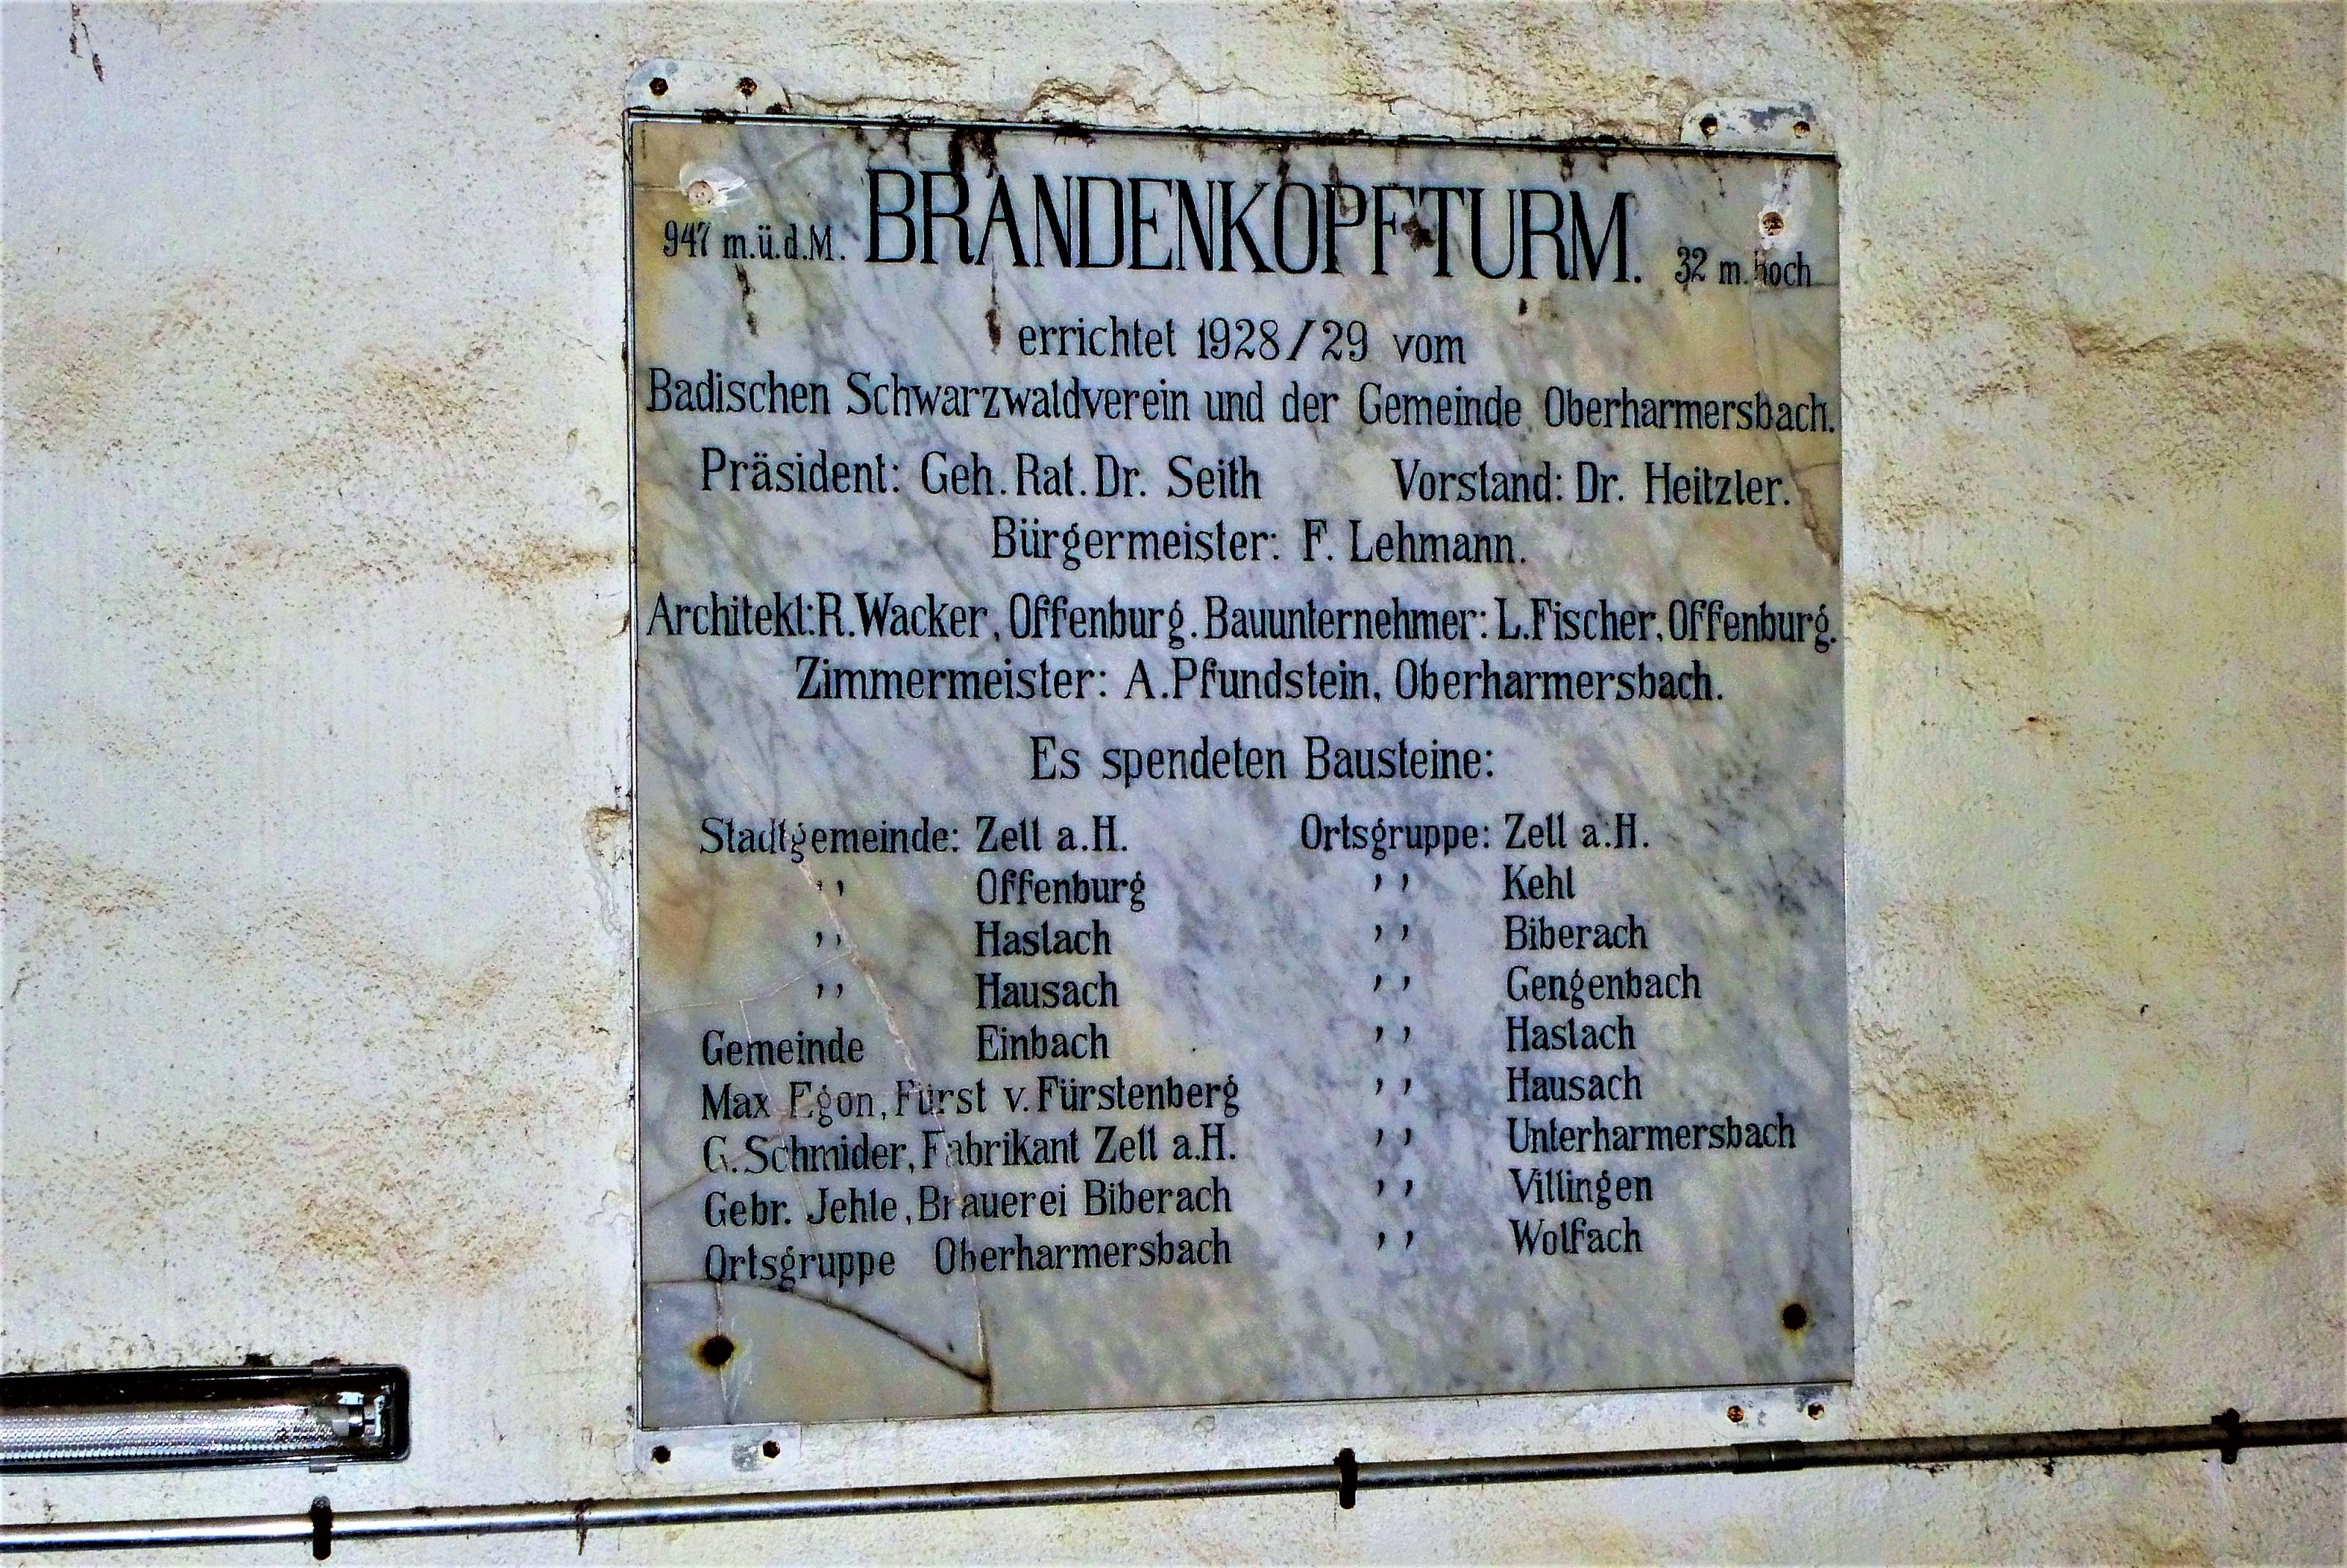 947 m.ü.d.M. BRANDENKOPFTURM. 32 m. hoch
errichtet 1928/29 vom
Badischen Schwarzwaldverein und der Gemeinde Oberharmersbach.
Präsident: Geh. Rat. Dr. Seith Vorstand: Dr. Heitzler.
Bürgermeister: F. Lehmann.
Architekt: R. Wacker, Offenburg. Bauunternehmer: L. Fischer, Offenburg.
Zimmermeister: A. Pfundstein, Oberharmersbach.
Es spendeten Bausteine:
Stadtgemeinde: Zell a.H.
,, Offenburg
,, Haslach
,, Hausach
Gemeinde Einbach
Max Egon, Fürst v. Fürstenberg
G. Schmider, Fabrikant Zell a.H.
Gebr. Jehle, Brauerei Biberach
Ortsgruppe Oberharmersbach
Ortsgruppe: Zell a.H.
,, Kehl
,, Biberach
,, Gengenbach
,, Haslach
,, Hausach
,, Unterharmersbach
,, Villingen
,, Wolfach